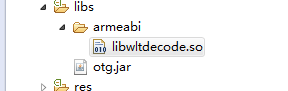 libs
armeabi
libwltdecode.so
otg.jar
res